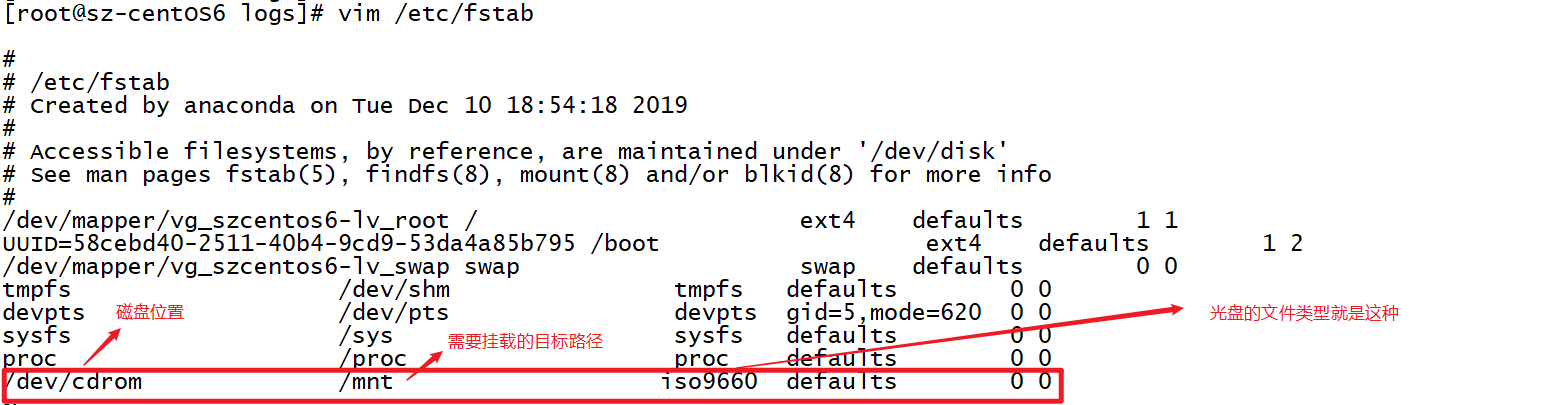 [root@sz-centOS6 logs]# vim /etc/fstab
#
# /etc/fstab
# Created by anaconda on Tue Dec 10 18:54:18 2019
#
# Accessible filesystems, by reference, are maintained under '/dev/disk'
# See man pages fstab(5), findfs(8), mount(8) and/or blkid(8) for more info
#
/dev/mapper/vg_szcentos6-lv_root / ext4 defaults 1 1
UUID=58cebd40-2511-40b4-9cd9-53da4a85b795 /boot ext4 defaults 1 2
/dev/mapper/vg_szcentos6-lv_swap swap swap defaults 0 0
tmpfs /dev/shm tmpfs defaults 0 0
devpts /dev/pts devpts gid=5,mode=620 0 0
磁盘位置
光盘的文件类型就是这种
sysfs /sys sysfs defaults 0 0
需要挂载的目标路径
proc /proc proc defaults 0 0
/dev/cdrom /mnt iso9660 defaults 0 0